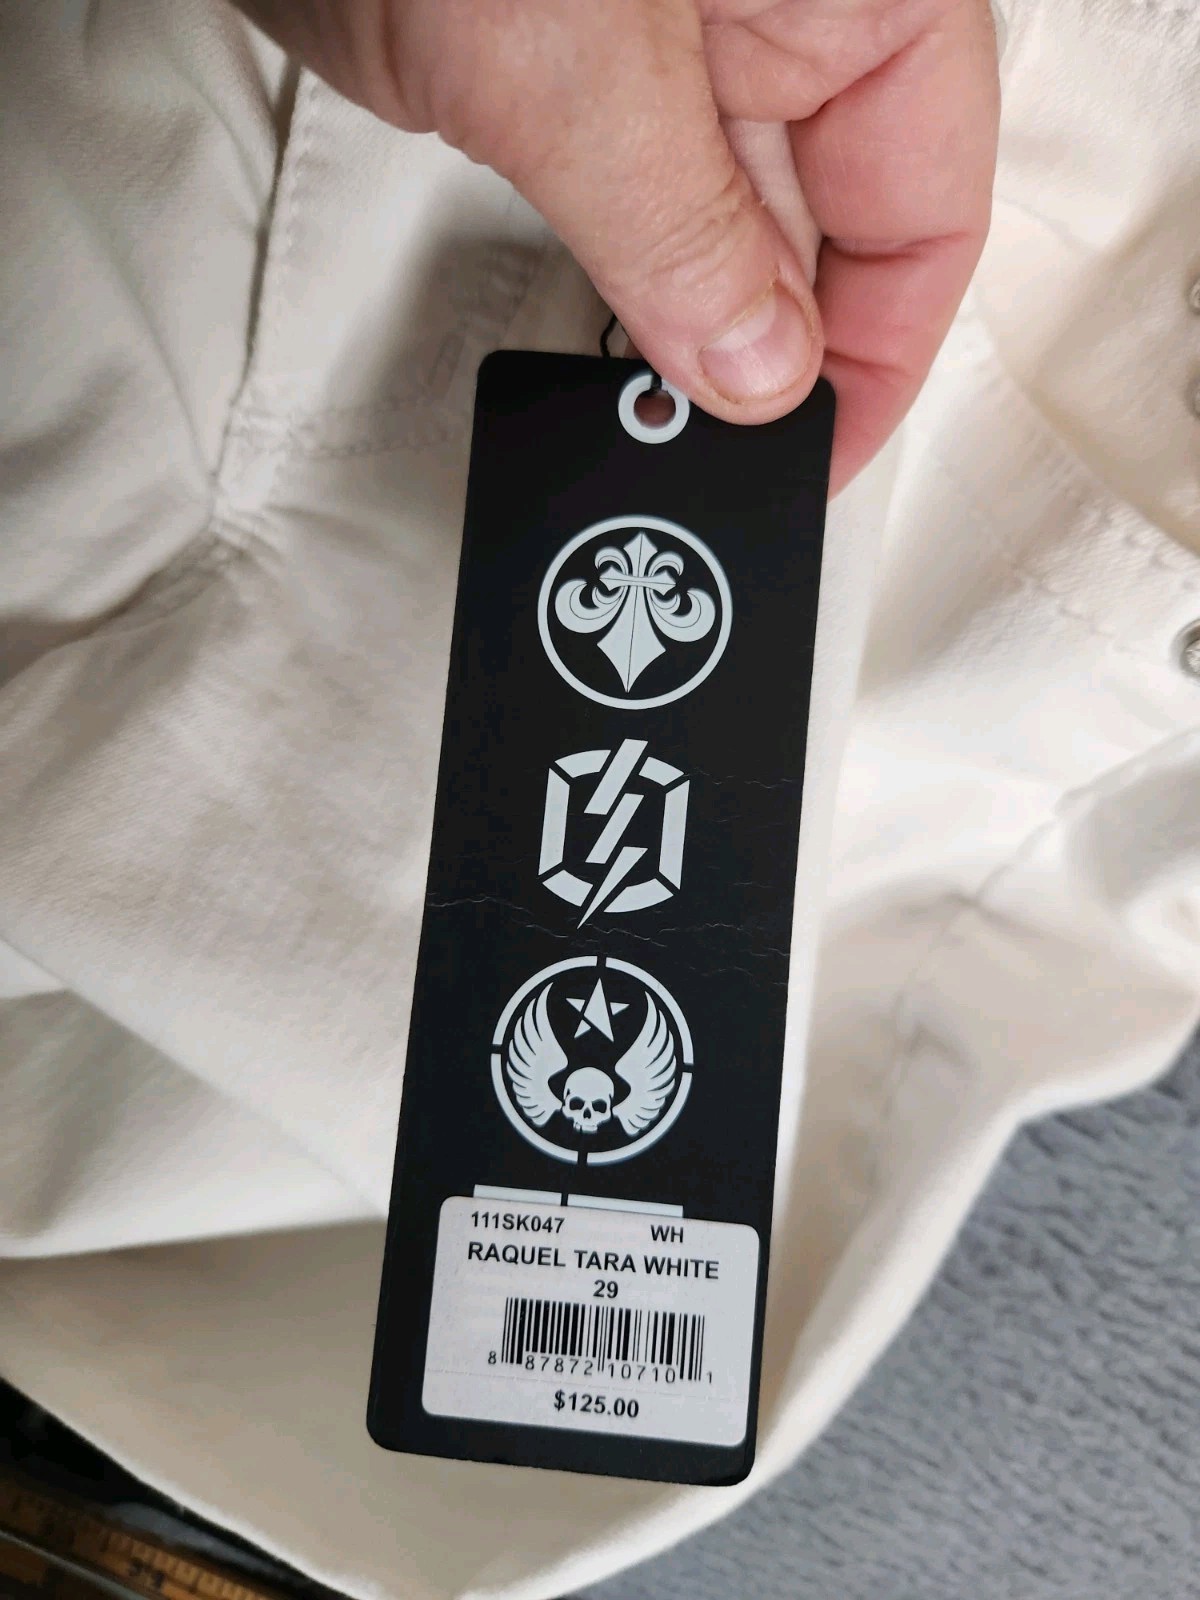 111SK047 WH
RAQUEL TARA WHITE
29
8 87872 10710 1
$125.00